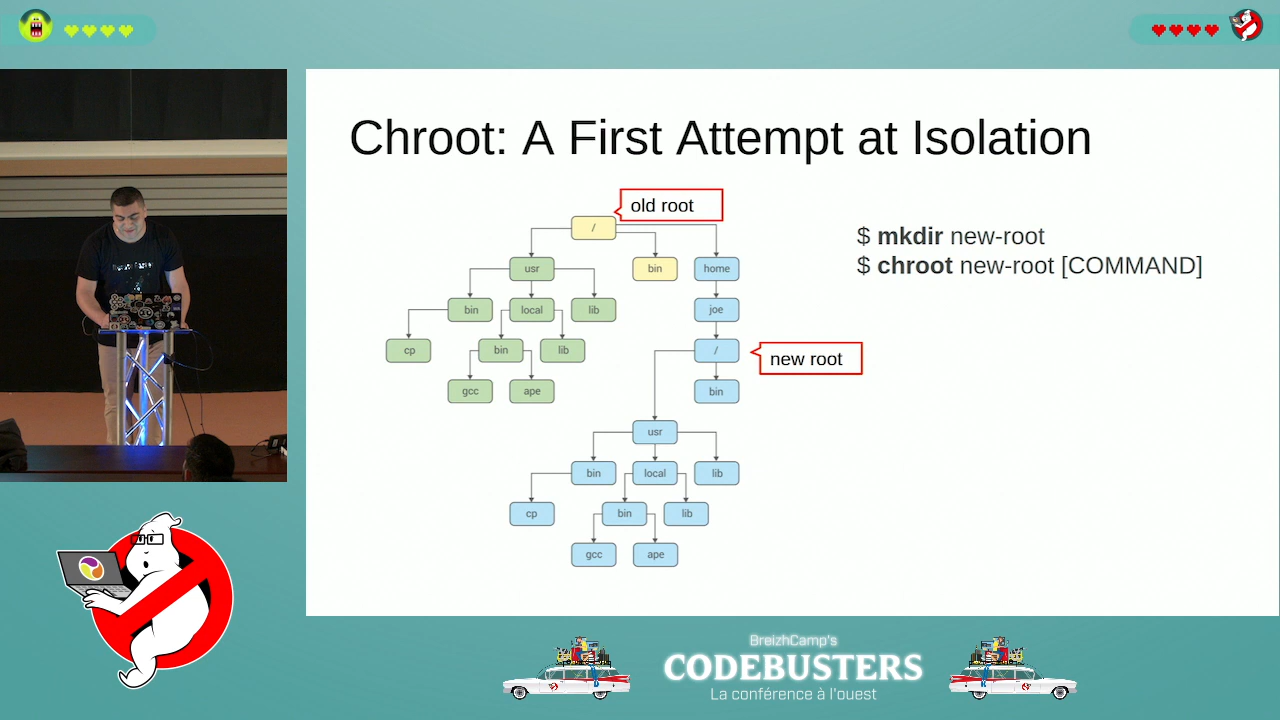 Chroot: A First Attempt at Isolation
old root
/
usr
bin
home
bin
local
lib
joe
cp
bin
lib
/
new root
gcc
ape
bin
usr
bin
local
lib
cp
bin
lib
gcc
ape
$ mkdir new-root
$ chroot new-root [COMMAND]
BreizhCamp's
CODEBUSTERS
La conférence à l'ouest